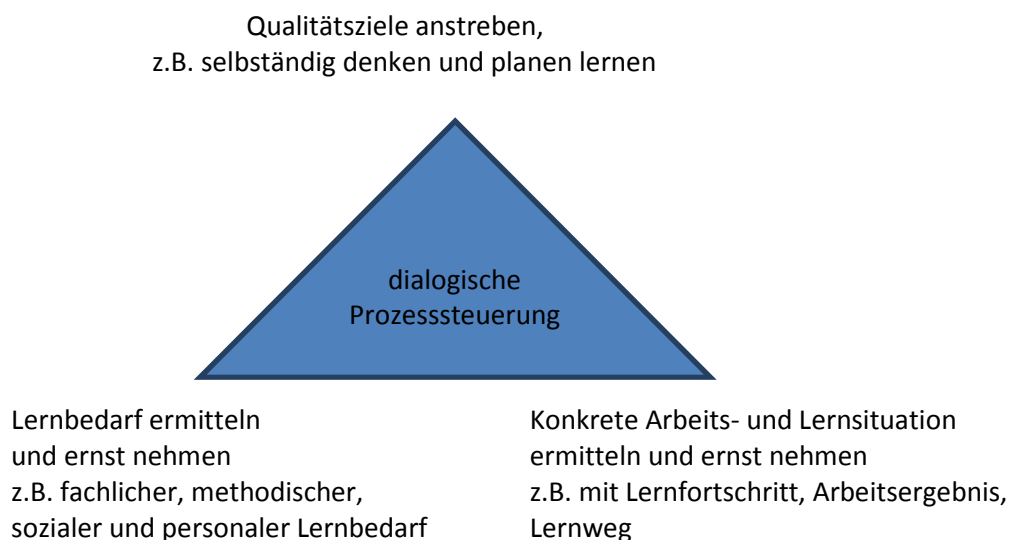 Qualitätsziele anstreben,
z.B. selbständig denken und planen lernen
dialogische
Prozesssteuerung
Lernbedarf ermitteln
und ernst nehmen
z.B. fachlicher, methodischer,
sozialer und personaler Lernbedarf
Konkrete Arbeits- und Lernsituation
ermitteln und ernst nehmen
z.B. mit Lernfortschritt, Arbeitsergebnis,
Lernweg